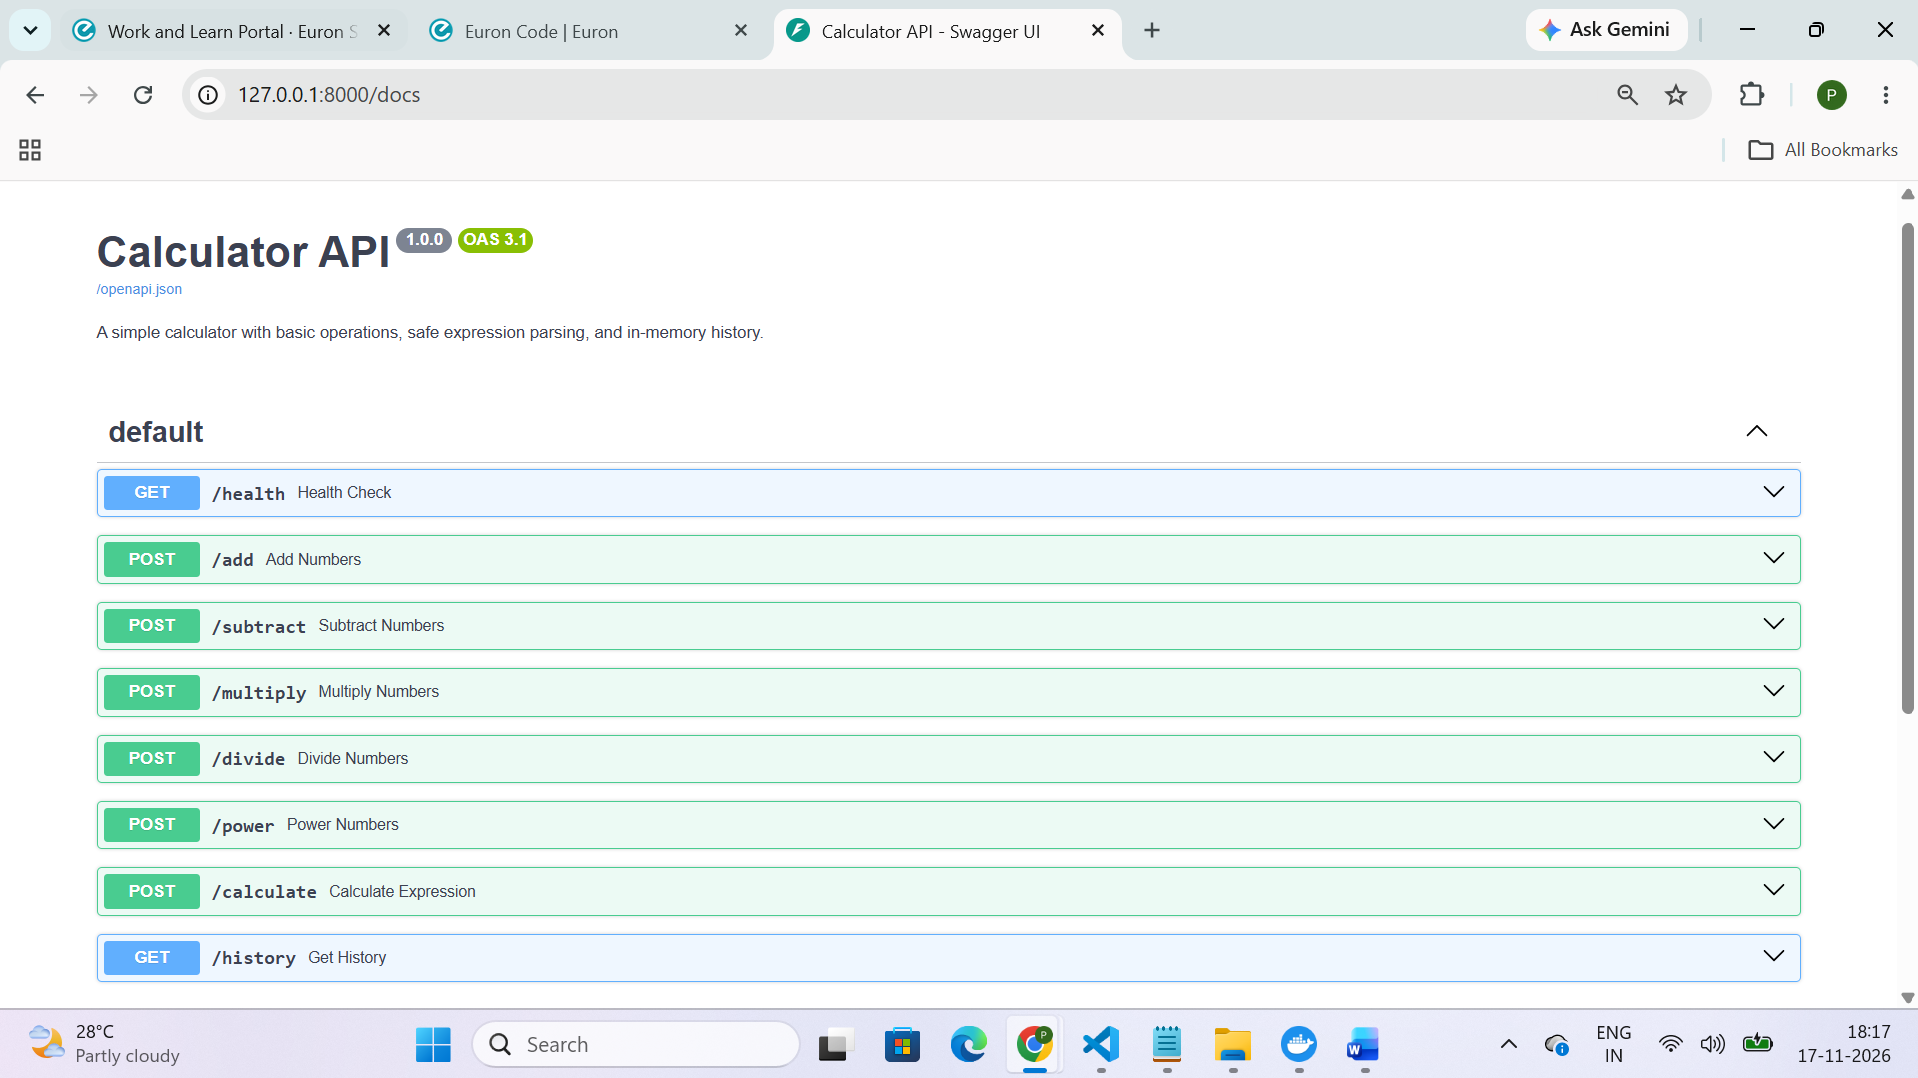 Work and Learn Portal · Euron S
Euron Code | Euron
Calculator API - Swagger UI
Ask Gemini
127.0.0.1:8000/docs
P
All Bookmarks
Calculator API 1.0.0 OAS 3.1
/openapi.json
A simple calculator with basic operations, safe expression parsing, and in-memory history.
default
GET /health Health Check
POST /add Add Numbers
POST /subtract Subtract Numbers
POST /multiply Multiply Numbers
POST /divide Divide Numbers
POST /power Power Numbers
POST /calculate Calculate Expression
GET /history Get History
28°C
Partly cloudy
Search
P
W
ENG
IN
18:17
17-11-2026